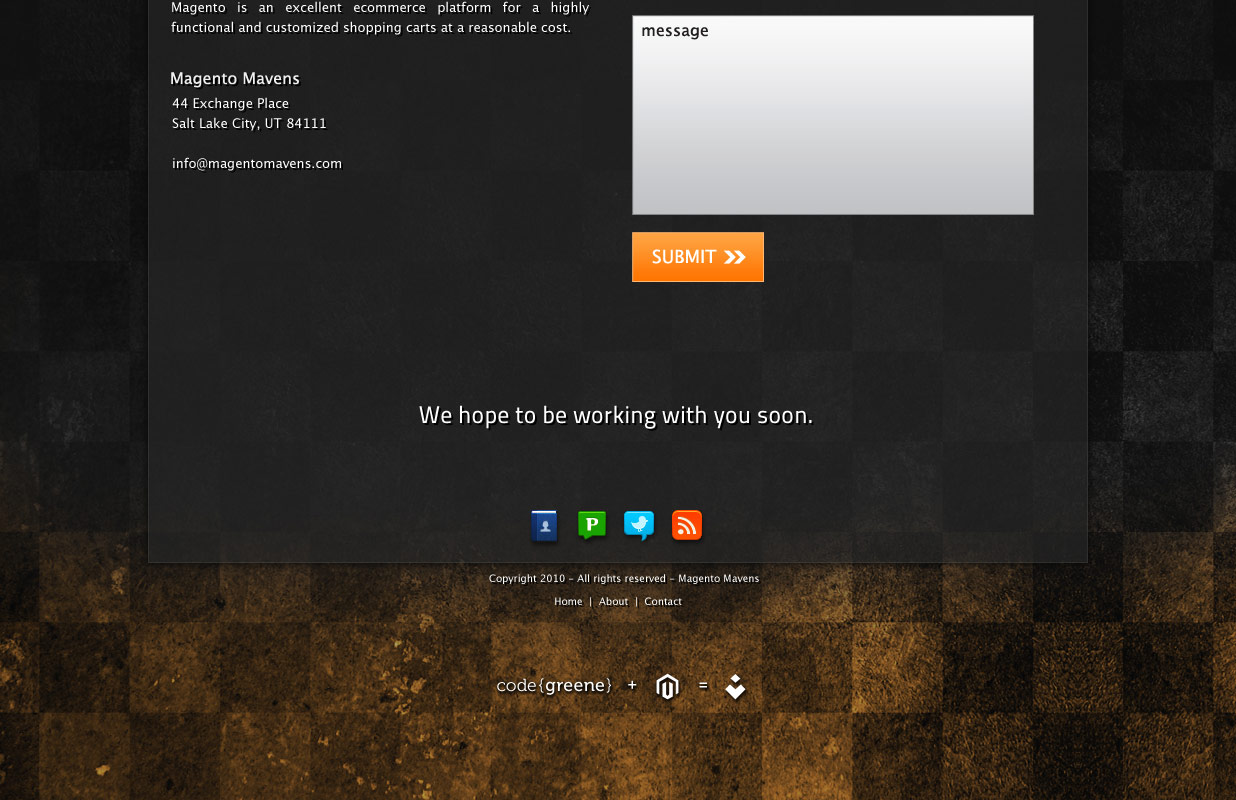 Magento is an excellent ecommerce platform for a highly
functional and customized shopping carts at a reasonable cost.
Magento Mavens
44 Exchange Place
Salt Lake City, UT 84111
info@magentomavens.com
message
SUBMIT
We hope to be working with you soon.
P
Copyright 2010 – All rights reserved – Magento Mavens
Home | About | Contact
code{greene} + =